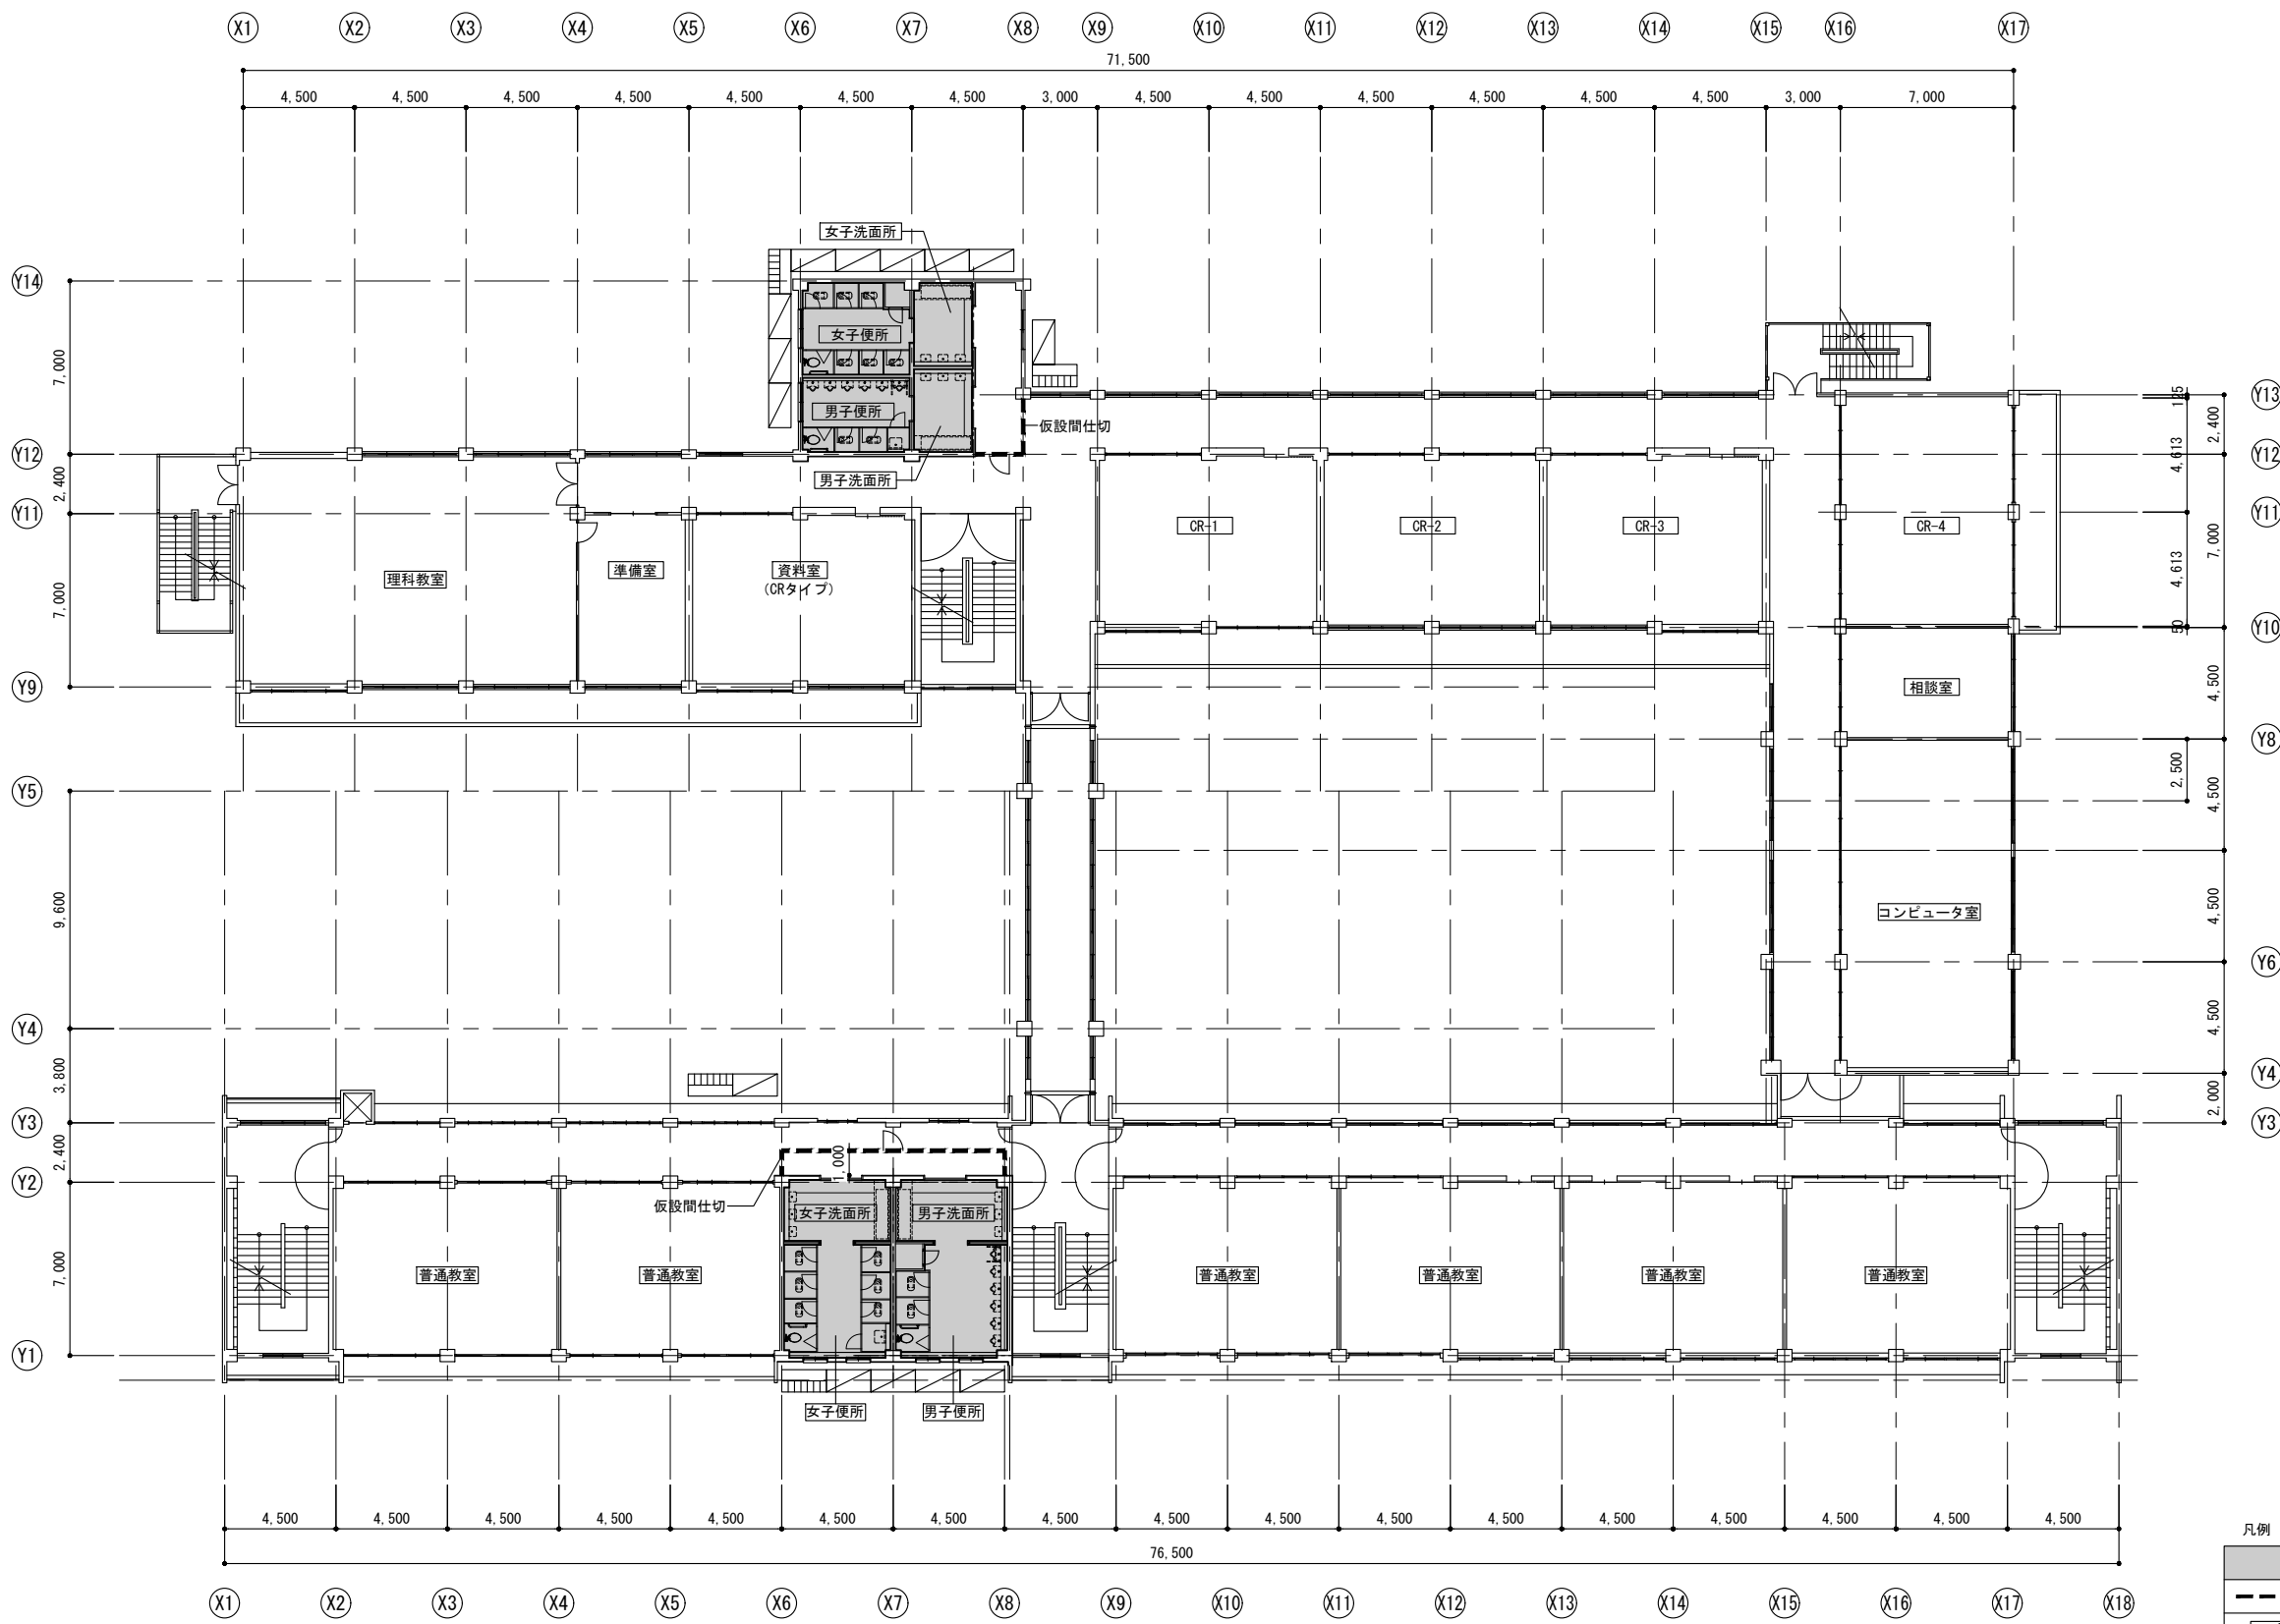 X1 X2 X3 X4 X5 X6 X7 X8 X9 X10 X11 X12 X13 X14 X15 X16 X17
71,500
4,500 4,500 4,500 4,500 4,500 4,500 4,500 3,000 4,500 4,500 4,500 4,500 4,500 4,500 3,000 7,000
女子洗面所
Y14
女子便所
7,000
男子便所
仮設間仕切
Y13
125
2,400
Y12
男子洗面所
Y12
4,613
2,400
Y11
Y11
CR-1 CR-2 CR-3 CR-4
7,000
理科教室 準備室 資料室
(CRタイプ)
7,000
4,613
50
Y10
Y9
相談室
4,500
Y8
2,500
Y5
4,500
9,600
コンピュータ室
4,500
Y6
Y4
4,500
3,800
Y4
2,000
Y3
Y3
2,400
1,000
Y2
仮設間仕切
女子洗面所 男子洗面所
7,000
普通教室 普通教室 普通教室 普通教室 普通教室 普通教室
Y1
女子便所 男子便所
4,500 4,500 4,500 4,500 4,500 4,500 4,500 4,500 4,500 4,500 4,500 4,500 4,500 4,500 4,500 4,500 4,500
凡例
76,500
X1 X2 X3 X4 X5 X6 X7 X8 X9 X10 X11 X12 X13 X14 X15 X16 X17 X18